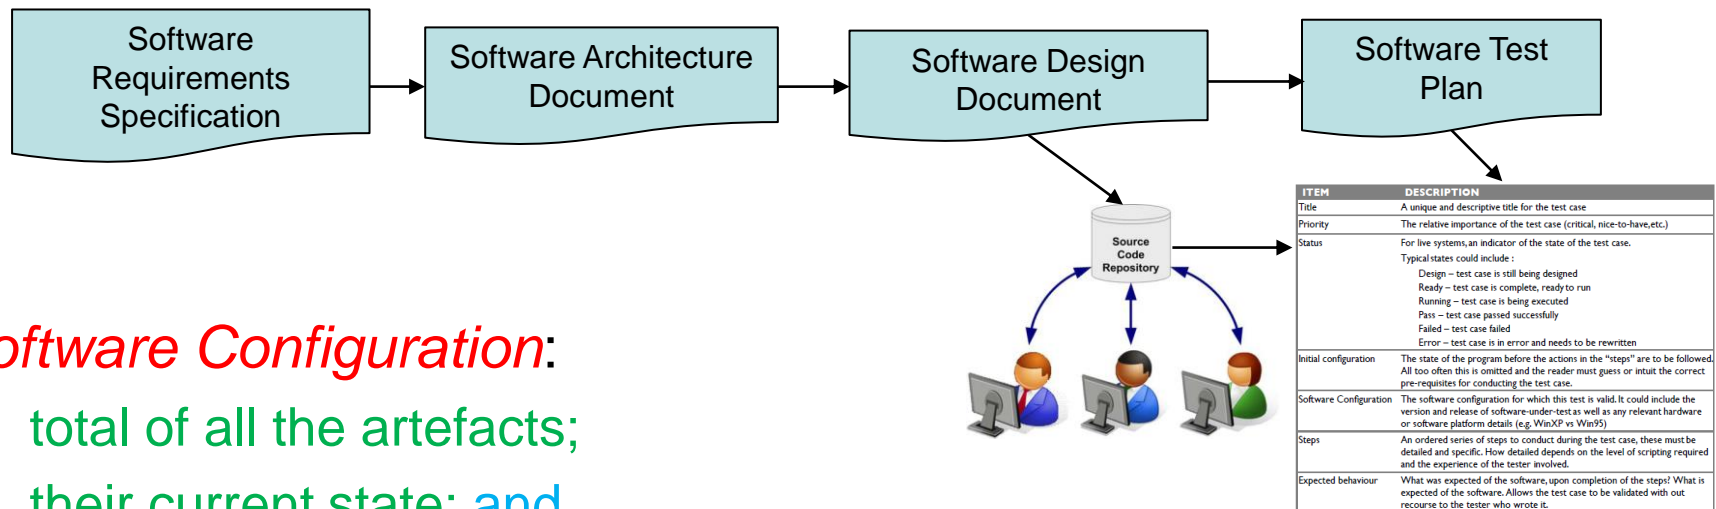 Software
Requirements
Specification
Software Architecture
Document
Software Design
Document
Software Test
Plan
Source
Code
Repository
ITEM DESCRIPTION
Title A unique and descriptive title for the test case
Priority The relative importance of the test case (critical, nice-to-have,etc.)
Status For live systems, an indicator of the state of the test case.
Typical states could include :
Design – test case is still being designed
Ready – test case is complete, ready to run
Running – test case is being executed
Pass – test case passed successfully
Failed – test case failed
Error – test case is in error and needs to be rewritten
Initial configuration The state of the program before the actions in the “steps” are to be followed.
All too often this is omitted and the reader must guess or intuit the correct
pre-requisites for conducting the test case.
Software Configuration The software configuration for which this test is valid. It could include the
version and release of software-under-test as well as any relevant hardware
or software platform details (e.g. WinXP vs Win95)
Steps An ordered series of steps to conduct during the test case, these must be
detailed and specific. How detailed depends on the level of scripting required
and the experience of the tester involved.
Expected behaviour What was expected of the software, upon completion of the steps? What is
expected of the software. Allows the test case to be validated with out
recourse to the tester who wrote it.
oftware Configuration:
total of all the artefacts;
their current state; and